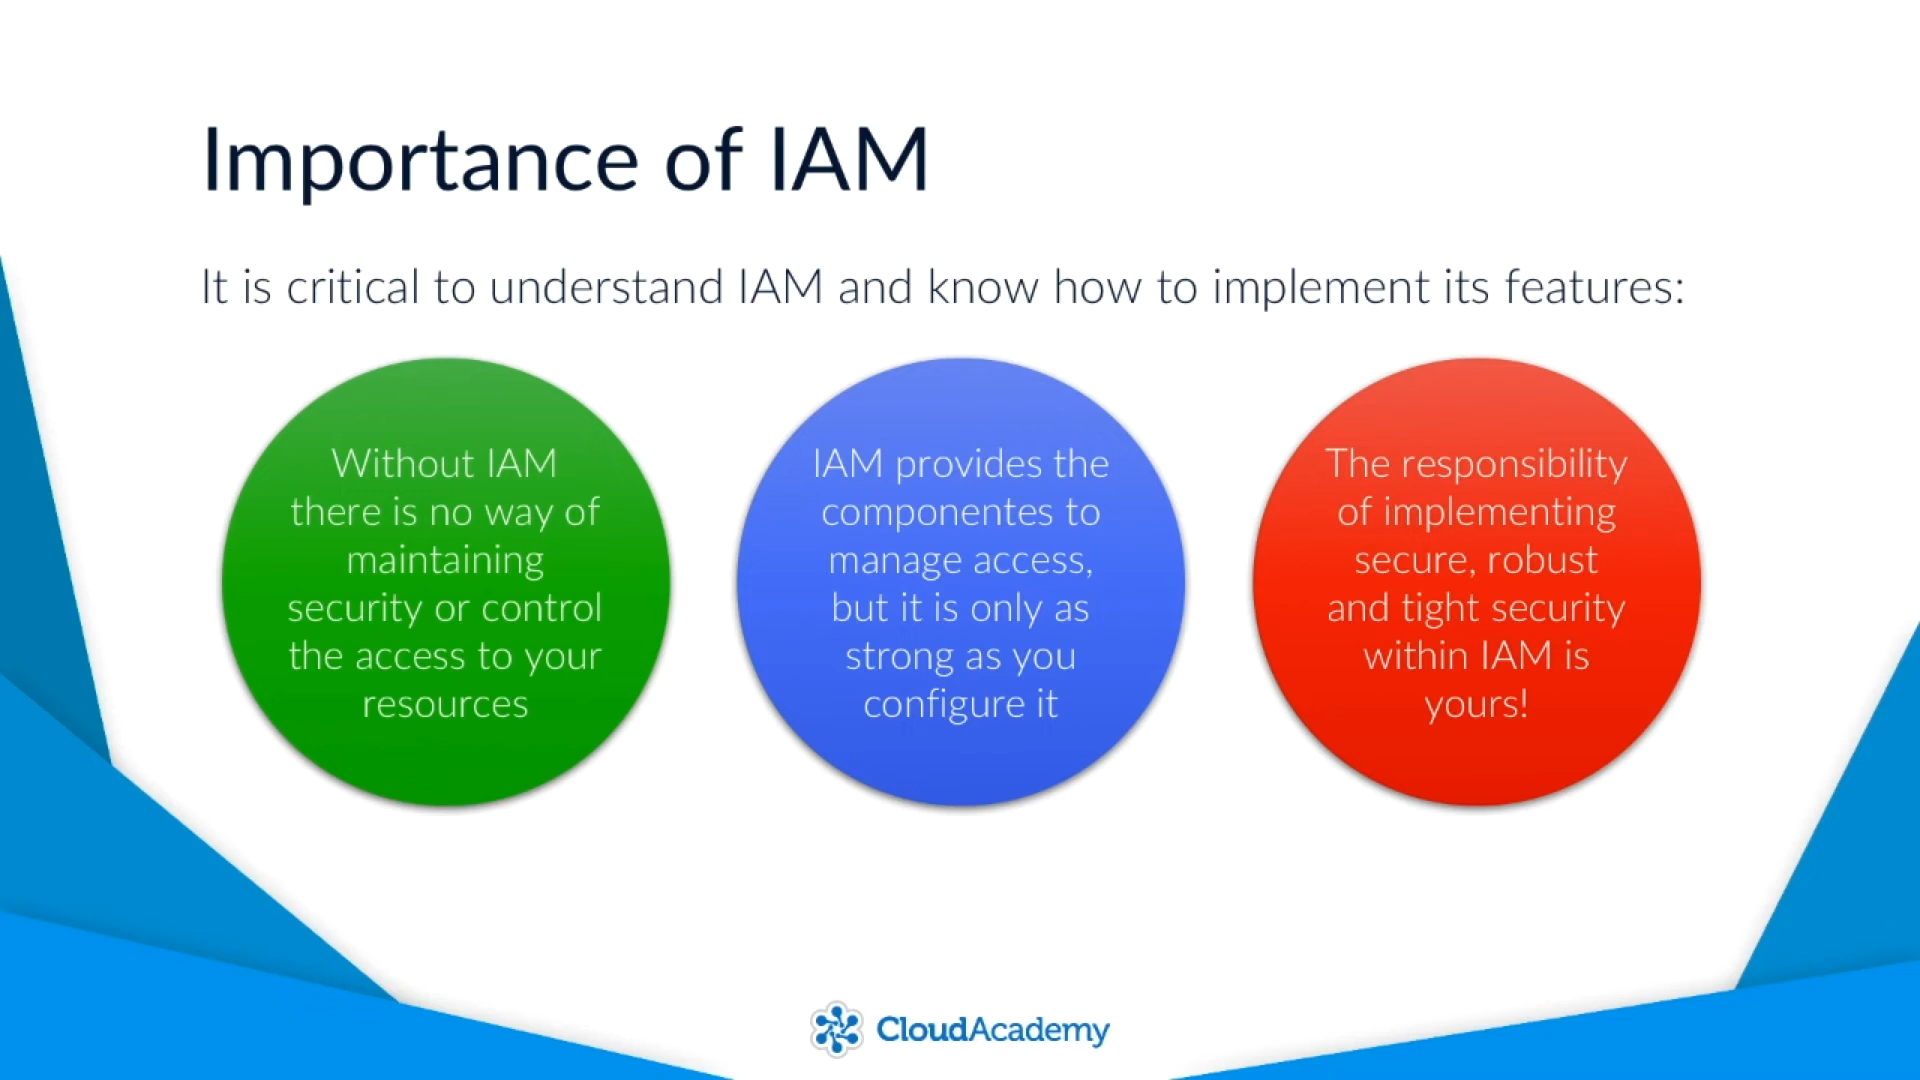 Importance of IAM
It is critical to understand IAM and know how to implement its features:
Without IAM
there is no way of
maintaining
security or control
the access to your
resources
IAM provides the
componentes to
manage access,
but it is only as
strong as you
configure it
The responsibility
of implementing
secure, robust
and tight security
within IAM is
yours!
CloudAcademy